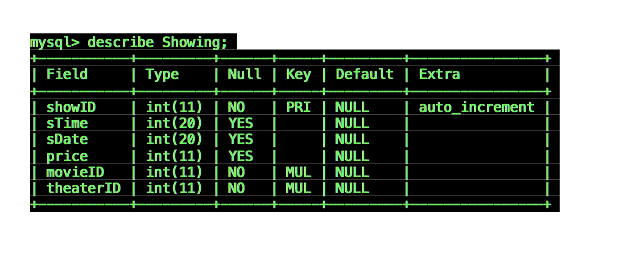 mysql> describe Showing;
+------------+----------+------+-----+---------+----------------+
| Field      | Type     | Null | Key | Default | Extra          |
+------------+----------+------+-----+---------+----------------+
| showID     | int(11)  | NO   | PRI | NULL    | auto_increment |
| sTime      | int(20)  | YES  |     | NULL    |                |
| sDate      | int(20)  | YES  |     | NULL    |                |
| price      | int(11)  | YES  |     | NULL    |                |
| movieID    | int(11)  | NO   | MUL | NULL    |                |
| theaterID  | int(11)  | NO   | MUL | NULL    |                |
+------------+----------+------+-----+---------+----------------+